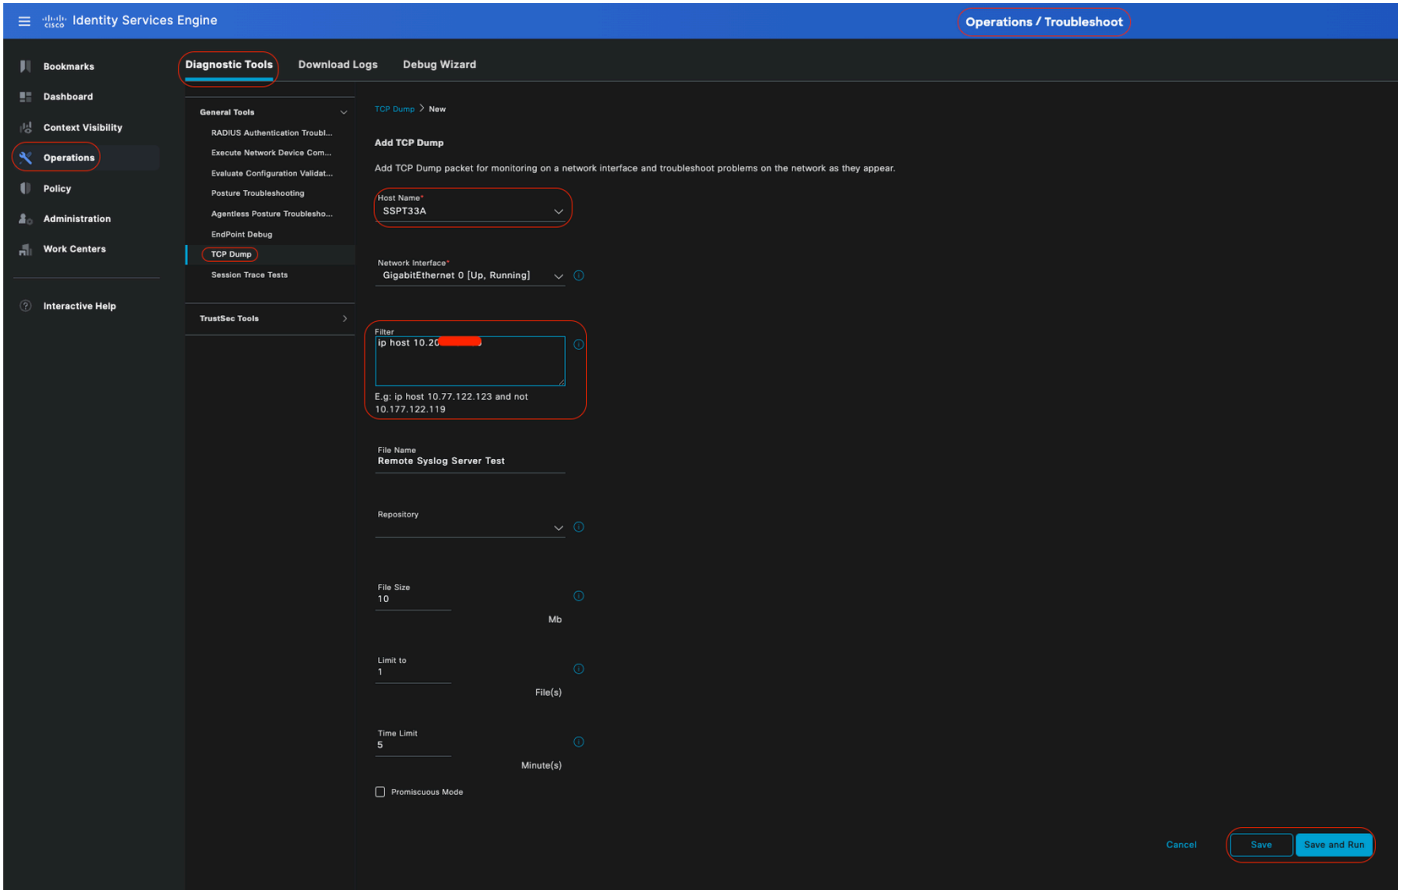 cisco Identity Services Engine
Operations / Troubleshoot
Bookmarks
Dashboard
Context Visibility
Operations
Policy
Administration
Work Centers
Interactive Help
Diagnostic Tools
Download Logs
Debug Wizard
General Tools
RADIUS Authentication Troubl...
Execute Network Device Com...
Evaluate Configuration Validat...
Posture Troubleshooting
Agentless Posture Troublesho...
EndPoint Debug
TCP Dump
Session Trace Tests
TrustSec Tools
TCP Dump > New
Add TCP Dump
Add TCP Dump packet for monitoring on a network interface and troubleshoot problems on the network as they appear.
Host Name*
SSPT33A
Network Interface*
GigabitEthernet 0 [Up, Running]
Filter
ip host 10.20
E.g: ip host 10.77.122.123 and not
10.177.122.119
File Name
Remote Syslog Server Test
Repository
File Size
10
Mb
Limit to
1
File(s)
Time Limit
5
Minute(s)
Promiscuous Mode
Cancel
Save
Save and Run